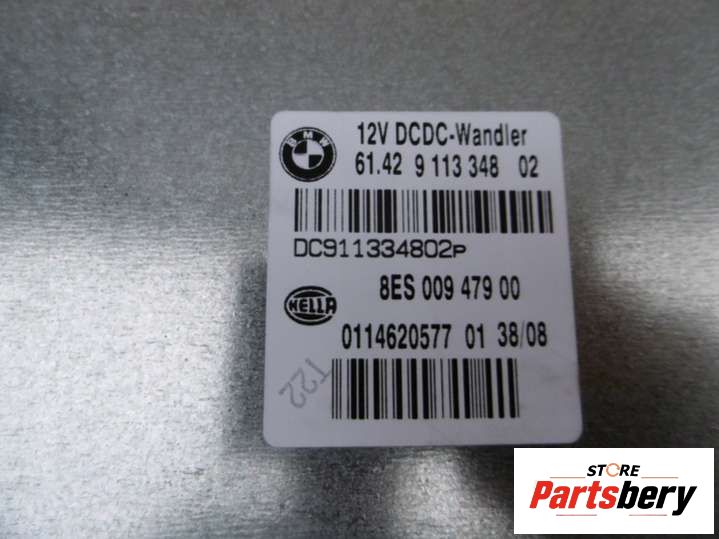 BMW
12V DCDC-Wandler
61.42 9 113 348 02
DC911334802P
8ES 009 479 00
HELLA
0114620577 01 38/08
T22
STORE
Partsbery